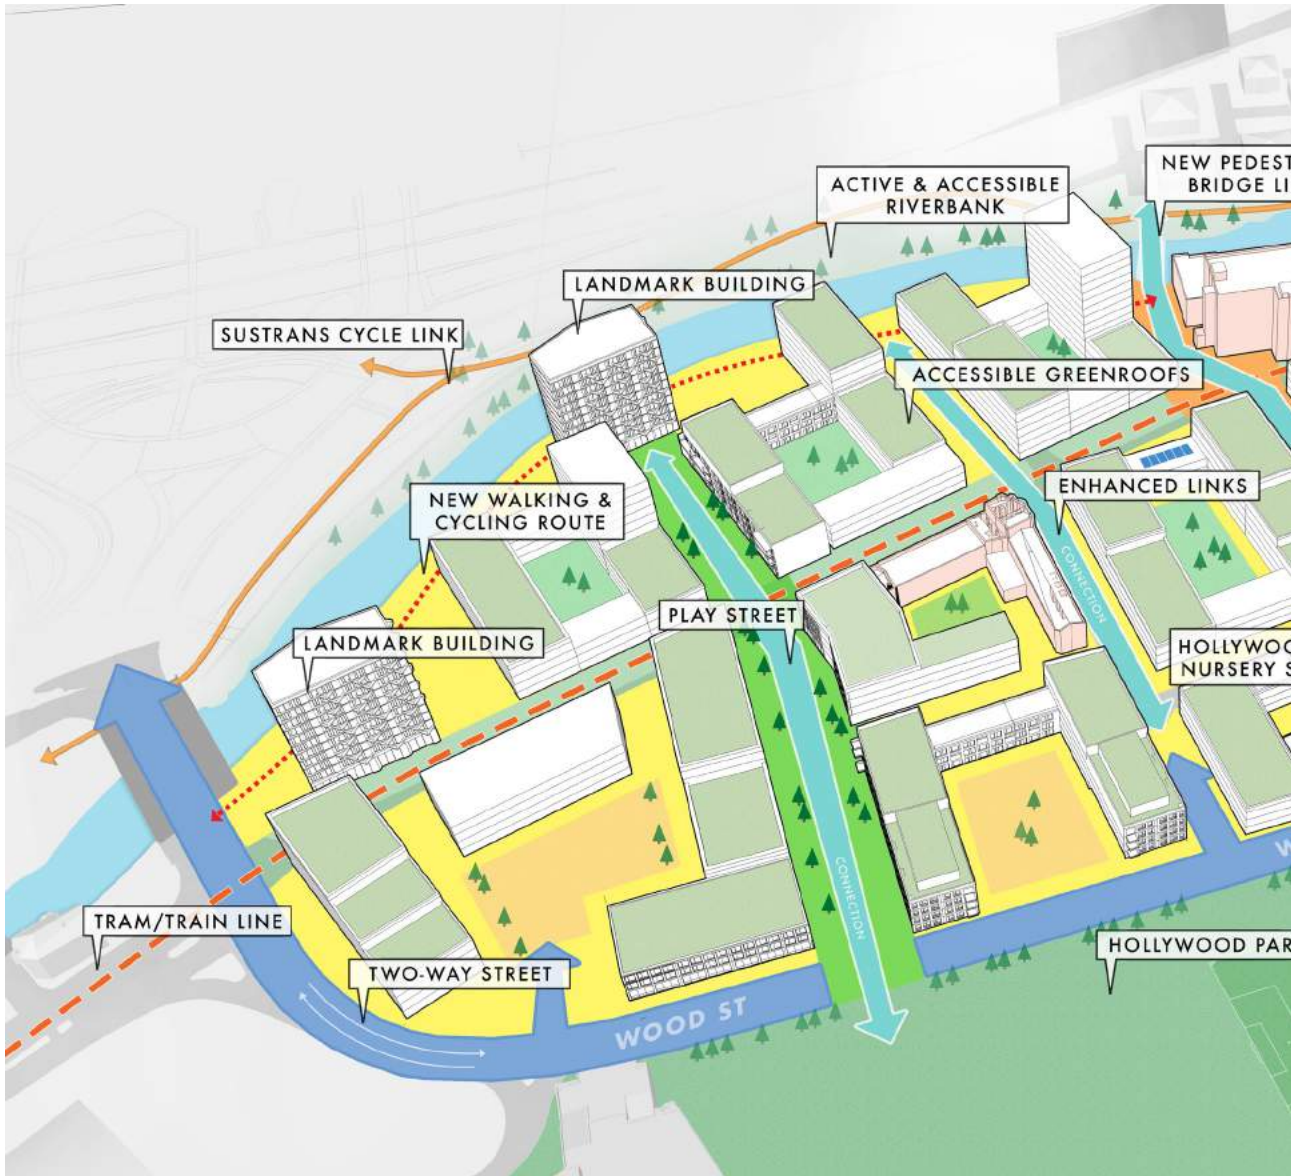 NEW PEDEST
BRIDGE LI
ACTIVE & ACCESSIBLE
RIVERBANK
LANDMARK BUILDING
SUSTRANS CYCLE LINK
ACCESSIBLE GREENROOFS
NEW WALKING &
CYCLING ROUTE
ENHANCED LINKS
CONNECTION
PLAY STREET
LANDMARK BUILDING
HOLLYWOO
NURSERY S
W
CONNECTION
TRAM/TRAIN LINE
HOLLYWOOD PAR
TWO-WAY STREET
WOOD ST